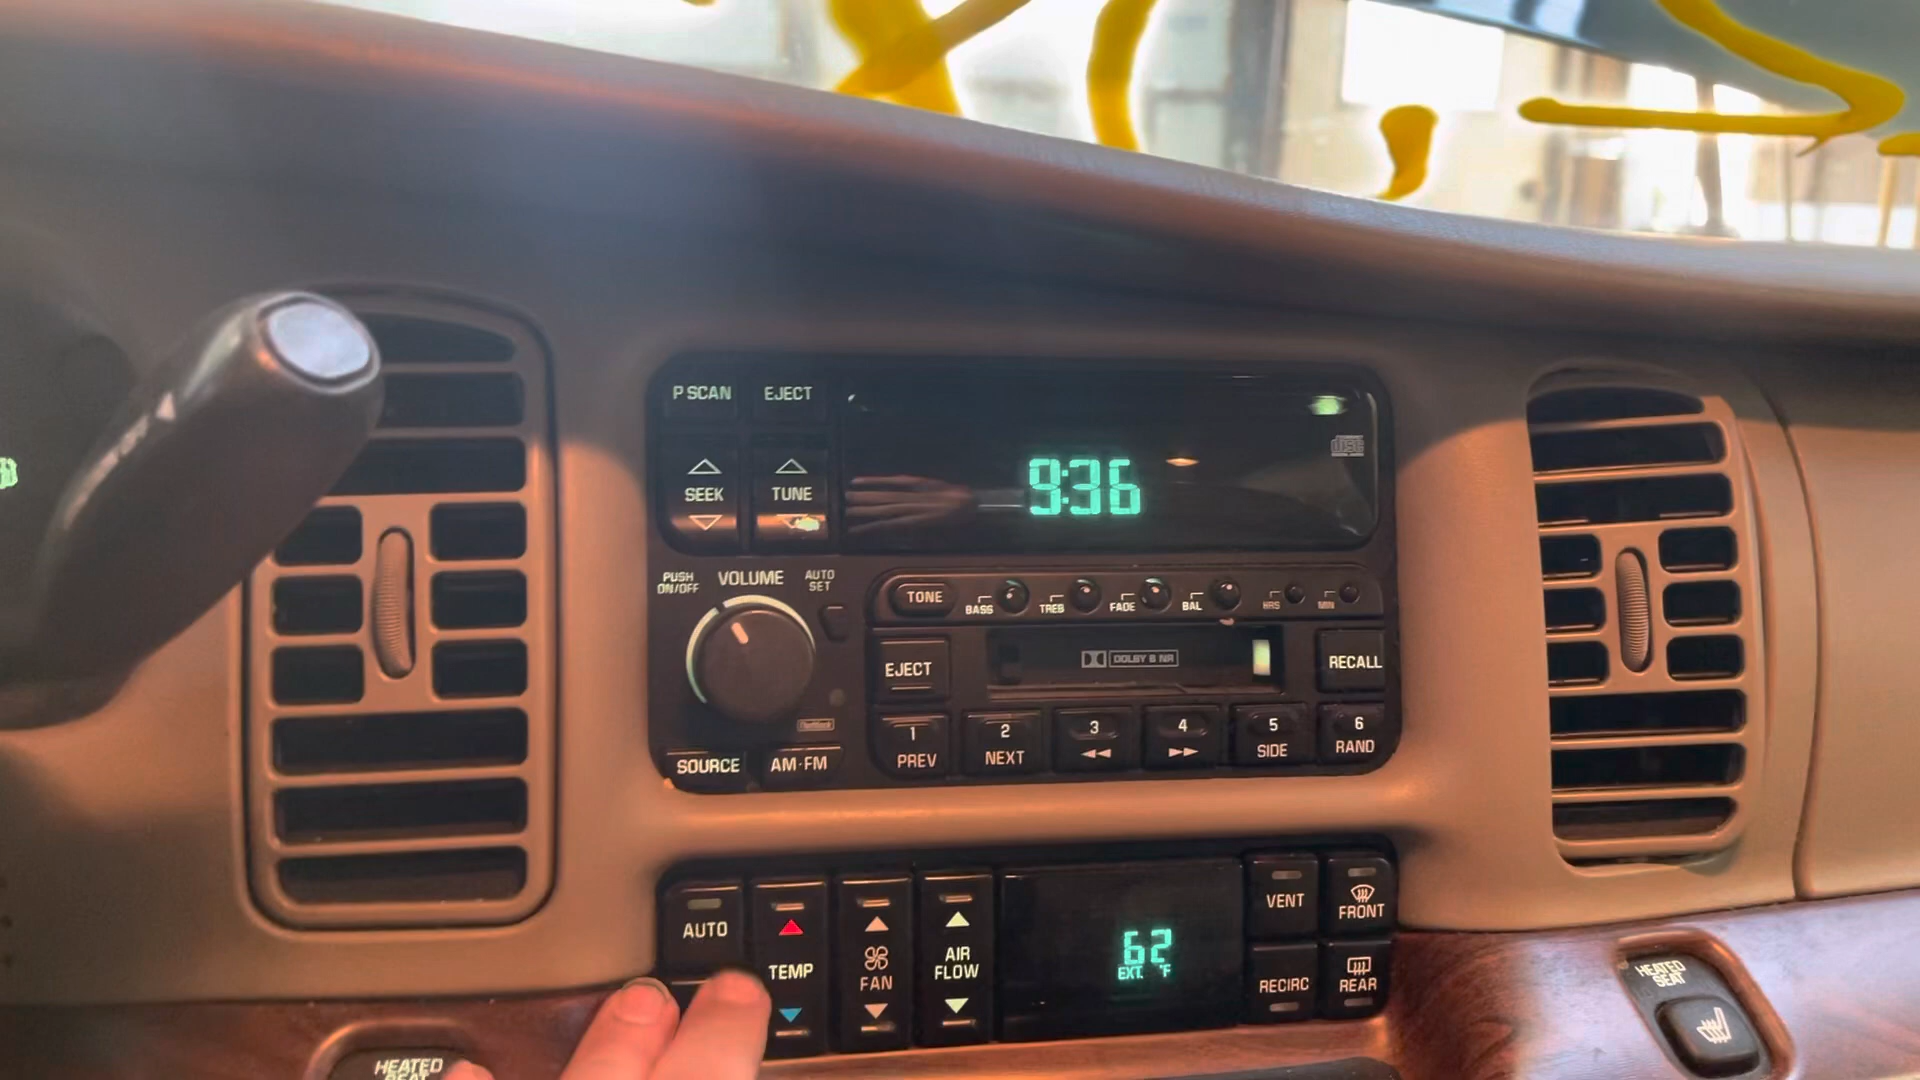 P SCAN EJECT
SEEK TUNE
9:36
PUSH ON/OFF VOLUME AUTO SET
TONE BASS TREB FADE BAL HRS MIN
EJECT DOLBY B NR RECALL
1 2 3 4 5 6
PREV NEXT SIDE RAND
SOURCE AM·FM
AUTO TEMP FAN AIR FLOW
62
EXT. °F
VENT FRONT
RECIRC REAR
HEATED SEAT
HEATED SEAT